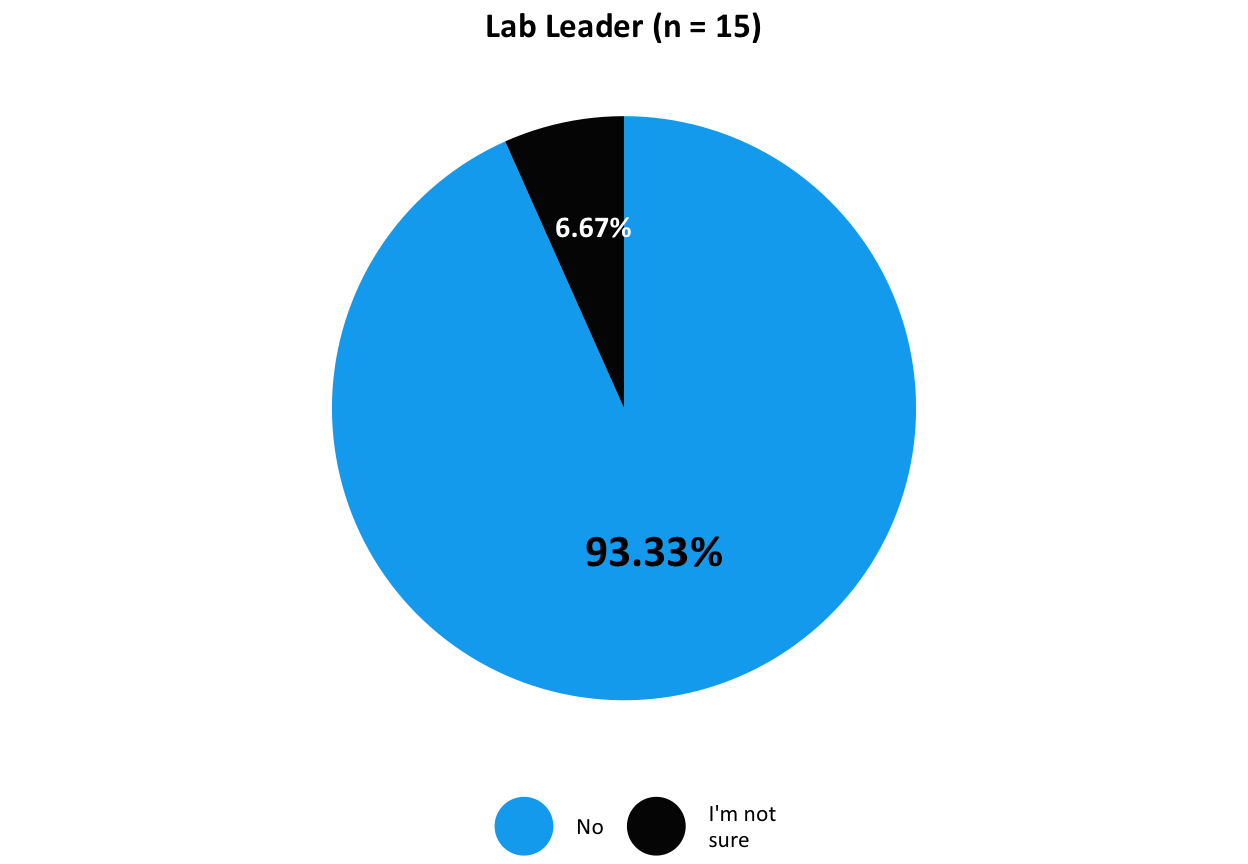 Lab Leader (n = 15)
6.67%
93.33%
No
I'm not
sure